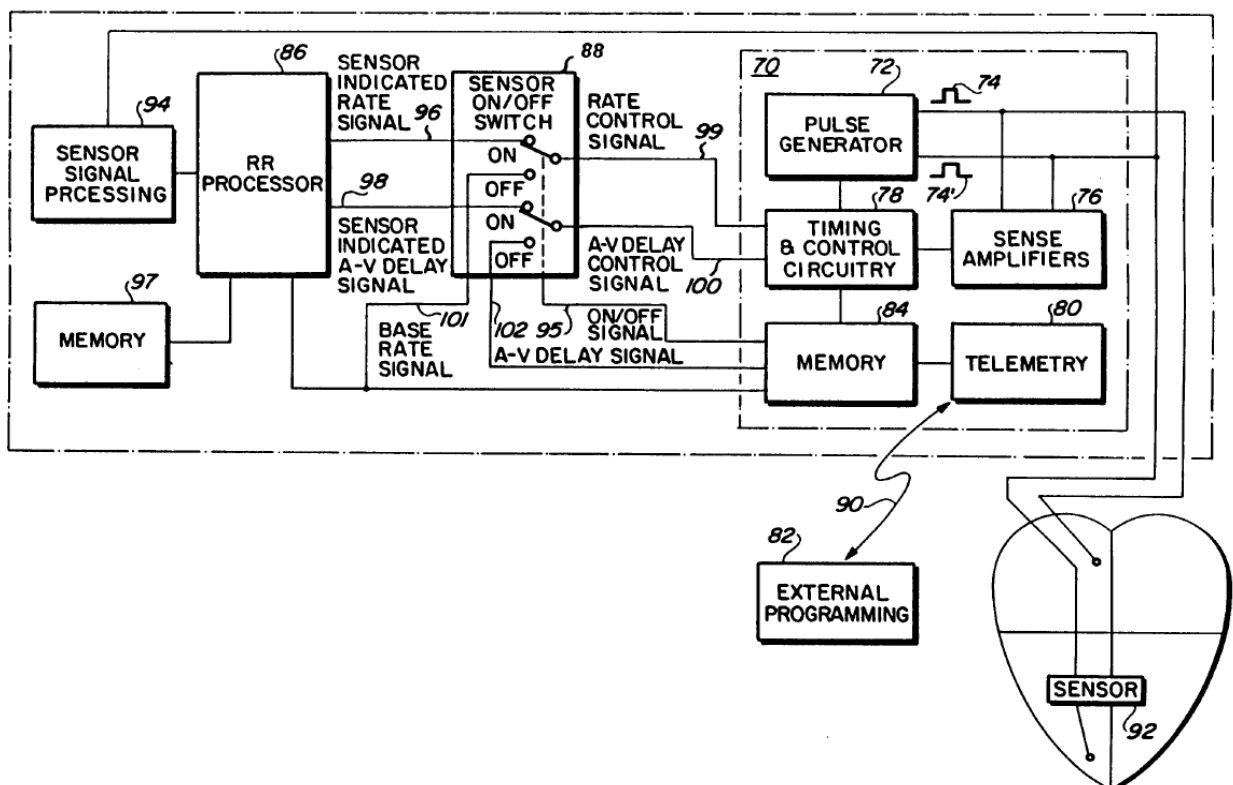 86
88
70
72
74
94
SENSOR
INDICATED
RATE
SIGNAL
96
SENSOR
ON/OFF
SWITCH
RATE
CONTROL
SIGNAL
99
PULSE
GENERATOR
SENSOR
SIGNAL
PRCESSING
RR
PROCESSOR
ON
OFF
74'
78
76
98
ON
OFF
TIMING
& CONTROL
CIRCUITRY
SENSE
AMPLIFIERS
SENSOR
INDICATED
A-V DELAY
SIGNAL
A-V DELAY
CONTROL
SIGNAL
100
97
MEMORY
101
102
95
ON/OFF
SIGNAL
84
80
BASE
RATE
SIGNAL
A-V DELAY SIGNAL
MEMORY
TELEMETRY
90
82
EXTERNAL
PROGRAMMING
SENSOR
92